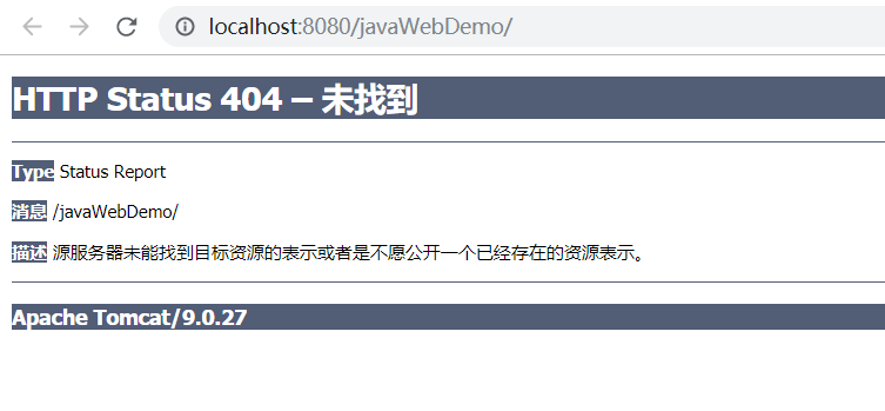 localhost:8080/javaWebDemo/
HTTP Status 404 – 未找到
Type Status Report
消息 /javaWebDemo/
描述 源服务器未能找到目标资源的表示或者是不愿公开一个已经存在的资源表示。
Apache Tomcat/9.0.27